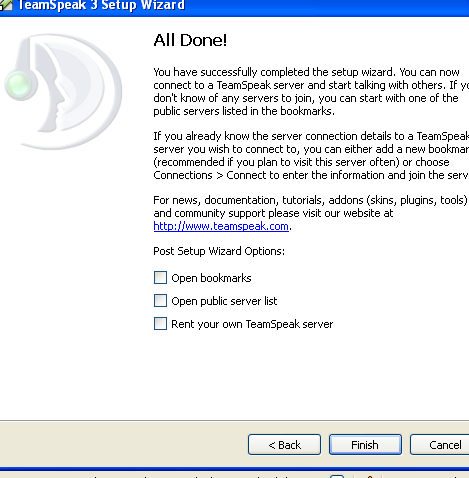 TeamSpeak 3 Setup Wizard
All Done!
You have successfully completed the setup wizard. You can now
connect to a TeamSpeak server and start talking with others. If
don't know of any servers to join, you can start with one of the
public servers listed in the bookmarks.
If you already know the server connection details to a TeamSpeak
server you wish to connect to, you can either add a new
(recommended if you plan to visit this server often) or choose
Connections > Connect to enter the information and join the
For news, documentation, tutorials, addons (skins, plugins, tools)
and community support please visit our website at
http://www.teamspeak.com.
Post Setup Wizard Options:
Open bookmarks
Open public server list
Rent your own TeamSpeak server
< Back
Finish
Cancel